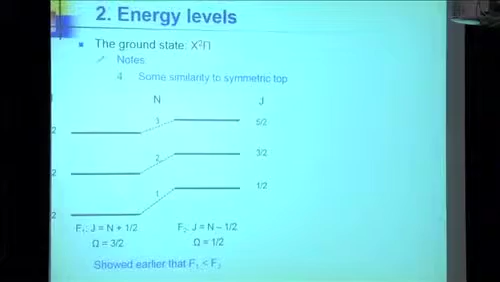 2. Energy levels
The ground state: X²Π
Notes
4 Some similarity to symmetric top
N J
3 5/2
2 3/2
1 1/2
F₁: J = N + 1/2 F₂: J = N – 1/2
Ω = 3/2 Ω = 1/2
Showed earlier that F₁ < F₂